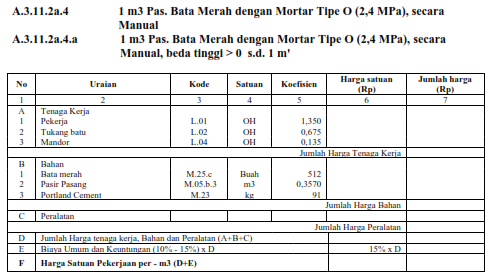 A.3.11.2a.4 1 m3 Pas. Bata Merah dengan Mortar Tipe O (2,4 MPa), secara
Manual
A.3.11.2a.4.a 1 m3 Pas. Bata Merah dengan Mortar Tipe O (2,4 MPa), secara
Manual, beda tinggi > 0 s.d. 1 m'
No Uraian Kode Satuan Koefisien Harga satuan (Rp) Jumlah harga (Rp)
1 2 3 4 5 6 7
A Tenaga Kerja
1 Pekerja L.01 OH 1,350
2 Tukang batu L.02 OH 0,675
3 Mandor L.04 OH 0,135
Jumlah Harga Tenaga Kerja
B Bahan
1 Bata merah M.25.c Buah 512
2 Pasir Pasang M.05.b.3 m3 0,3570
3 Portland Cement M.23 kg 91
Jumlah Harga Bahan
C Peralatan
Jumlah Harga Peralatan
D Jumlah Harga tenaga kerja, Bahan dan Peralatan (A+B+C)
E Biaya Umum dan Keuntungan (10% - 15%) x D 15% x D
F Harga Satuan Pekerjaan per - m3 (D+E)